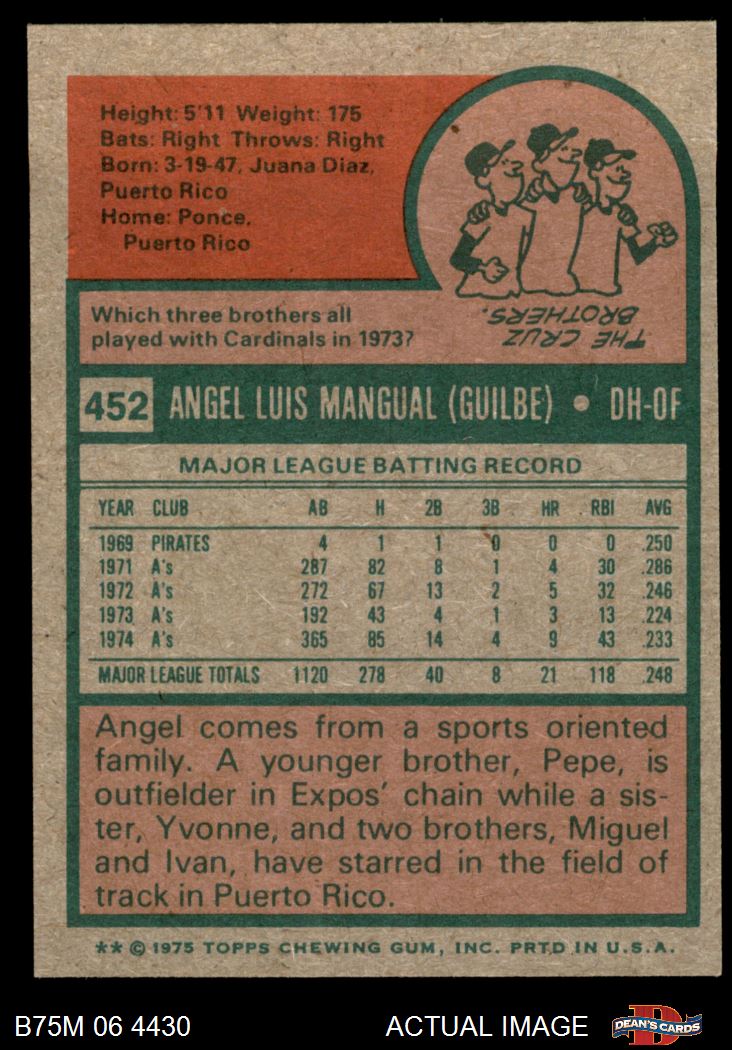 Height: 5'11 Weight: 175
Bats: Right Throws: Right
Born: 3-19-47, Juana Diaz,
Puerto Rico
Home: Ponce,
Puerto Rico
Which three brothers all
played with Cardinals in 1973?
THE CRUZ
BROTHERS.
452 ANGEL LUIS MANGUAL (GUILBE) • DH-OF
MAJOR LEAGUE BATTING RECORD
YEAR CLUB AB H 2B 3B HR RBI AVG
1969 PIRATES 4 1 1 0 0 0 .250
1971 A's 287 82 8 1 4 30 .286
1972 A's 272 67 13 2 5 32 .246
1973 A's 192 43 4 1 3 13 .224
1974 A's 365 85 14 4 9 43 .233
MAJOR LEAGUE TOTALS 1120 278 40 8 21 118 .248
Angel comes from a sports oriented
family. A younger brother, Pepe, is
outfielder in Expos' chain while a sis-
ter, Yvonne, and two brothers, Miguel
and Ivan, have starred in the field of
track in Puerto Rico.
** © 1975 TOPPS CHEWING GUM, INC. PRTD IN U.S.A.
B75M 06 4430 ACTUAL IMAGE
D
DEAN'S CARDS